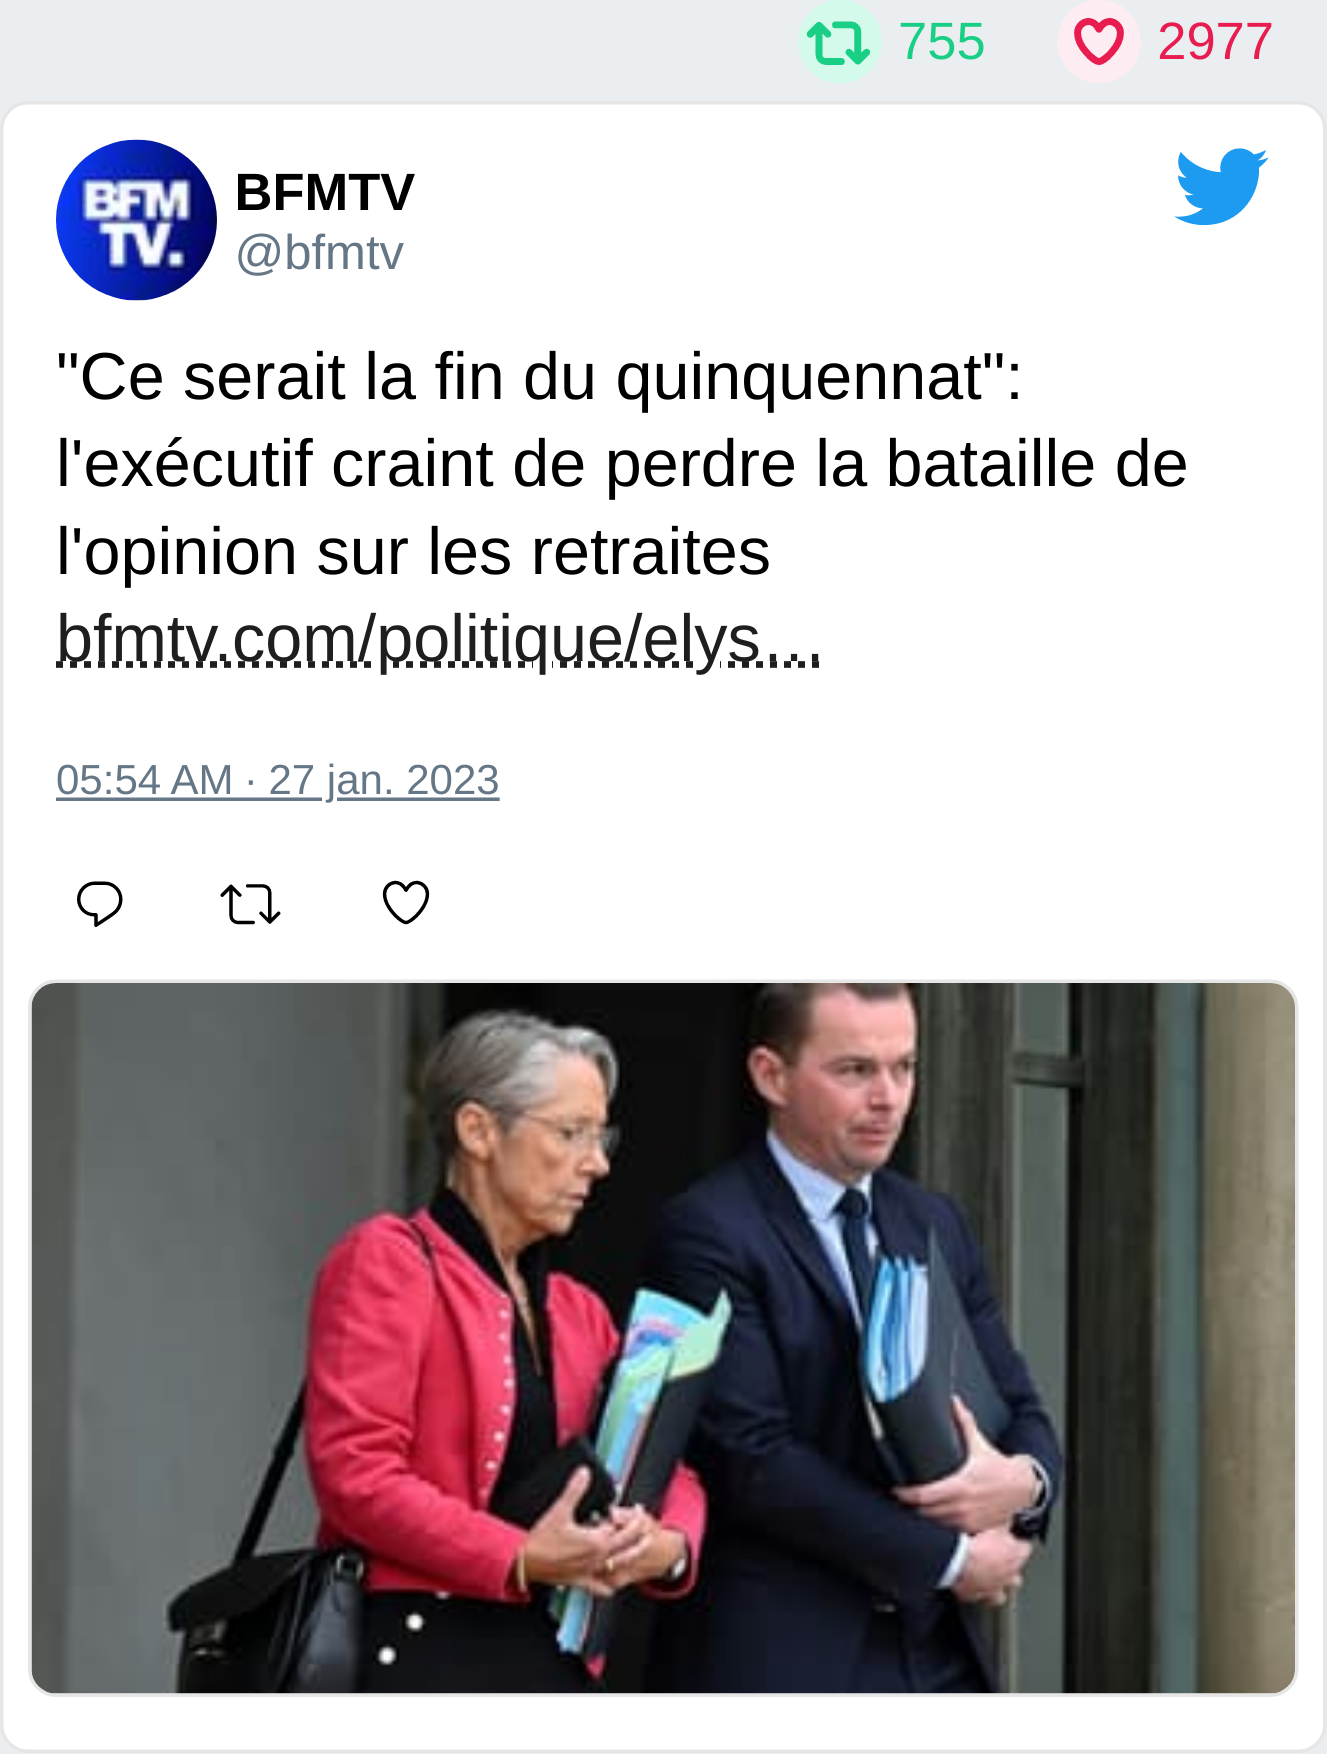 755 2977
BFM
TV.
BFMTV
@bfmtv
"Ce serait la fin du quinquennat":
l'exécutif craint de perdre la bataille de
l'opinion sur les retraites
bfmtv.com/politique/elys…
05:54 AM · 27 jan. 2023